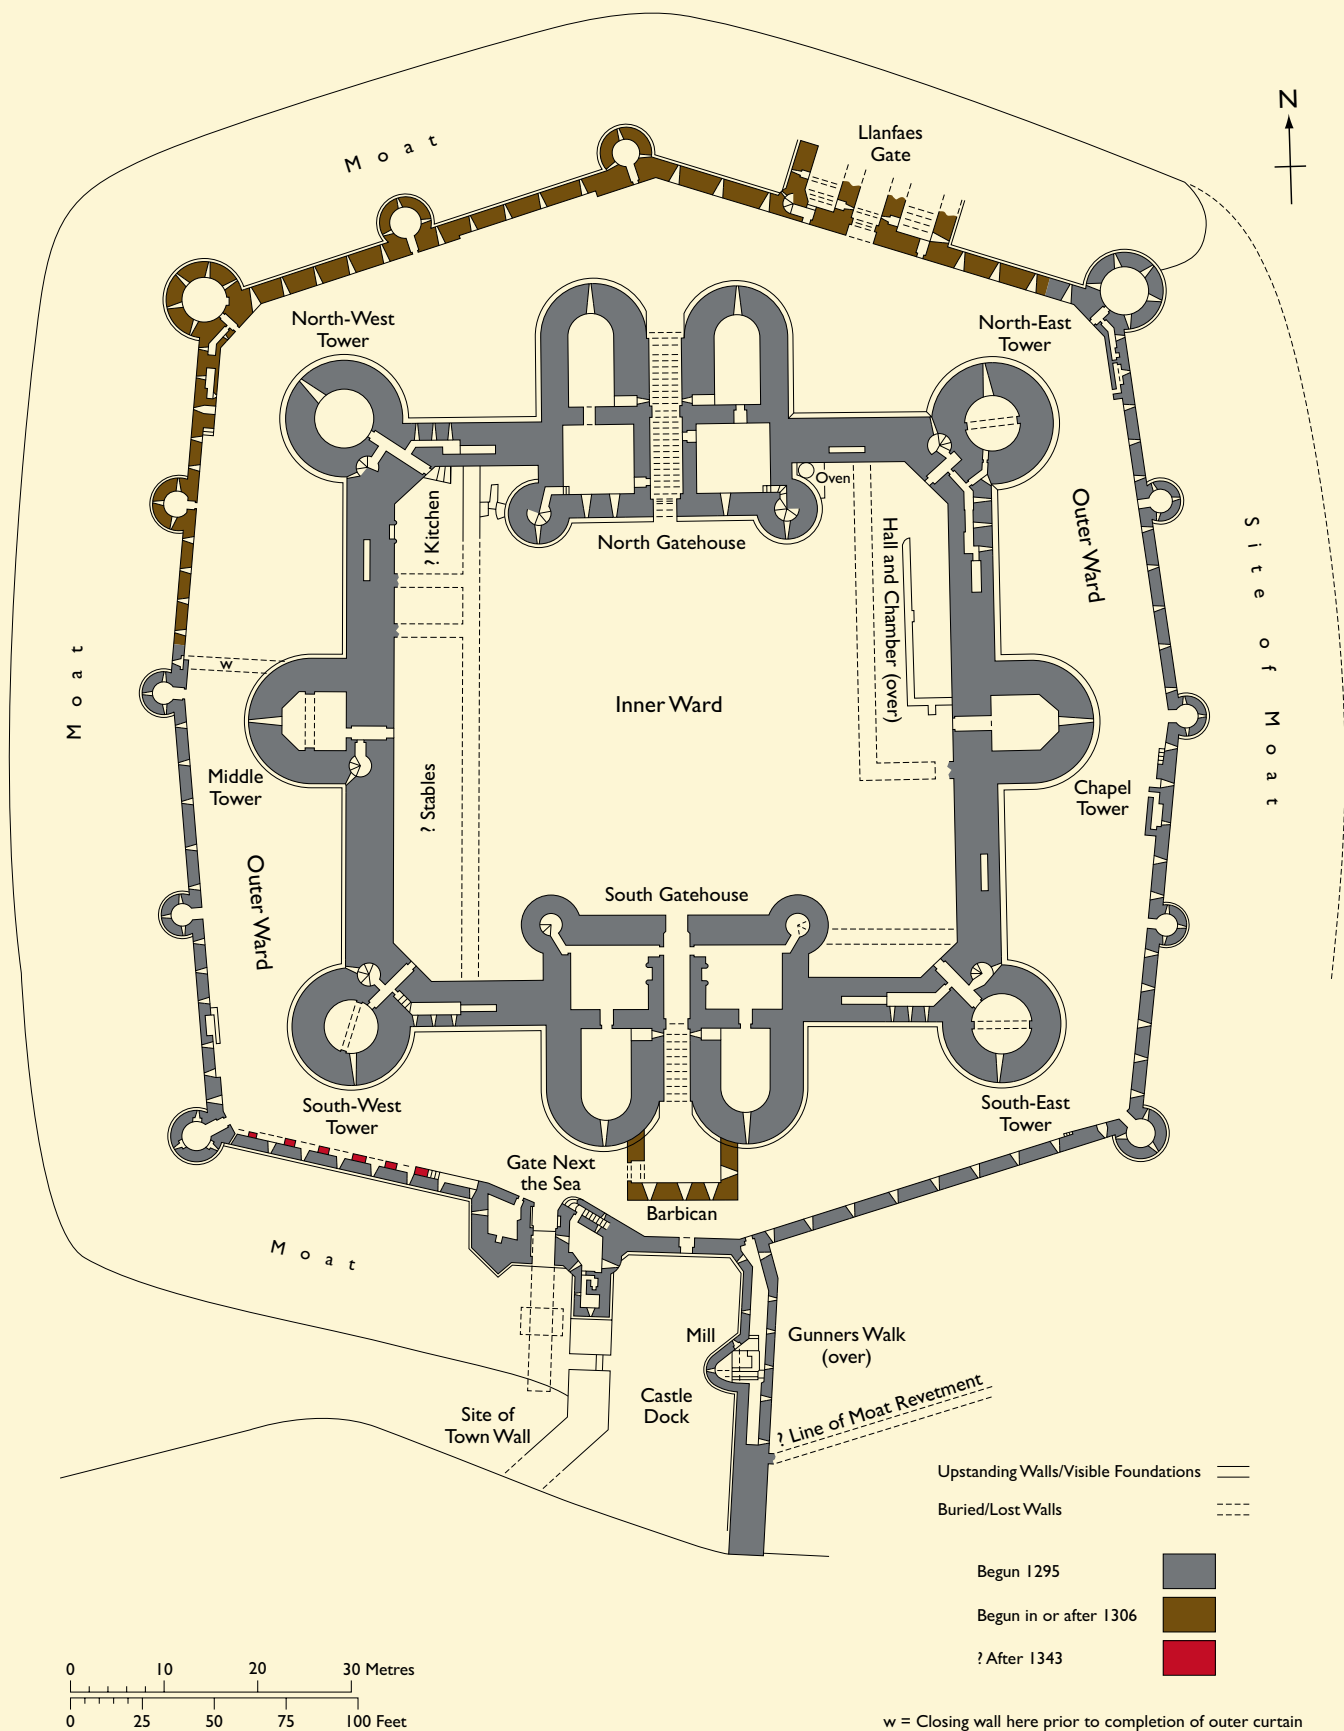 N
Llanfaes
Gate
Moat
North-West
Tower
North-East
Tower
Oven
? Kitchen
North Gatehouse
Hall and Chamber (over)
Outer Ward
Site of Moat
Moat
w
Inner Ward
Middle
Tower
? Stables
Chapel
Tower
Outer Ward
South Gatehouse
South-West
Tower
South-East
Tower
Gate Next
the Sea
Barbican
Moat
Mill
Gunners Walk
(over)
Castle
Dock
Site of
Town Wall
? Line of Moat Revetment
Upstanding Walls/Visible Foundations
Buried/Lost Walls
Begun 1295
Begun in or after 1306
? After 1343
0 10 20 30 Metres
0 25 50 75 100 Feet
w = Closing wall here prior to completion of outer curtain